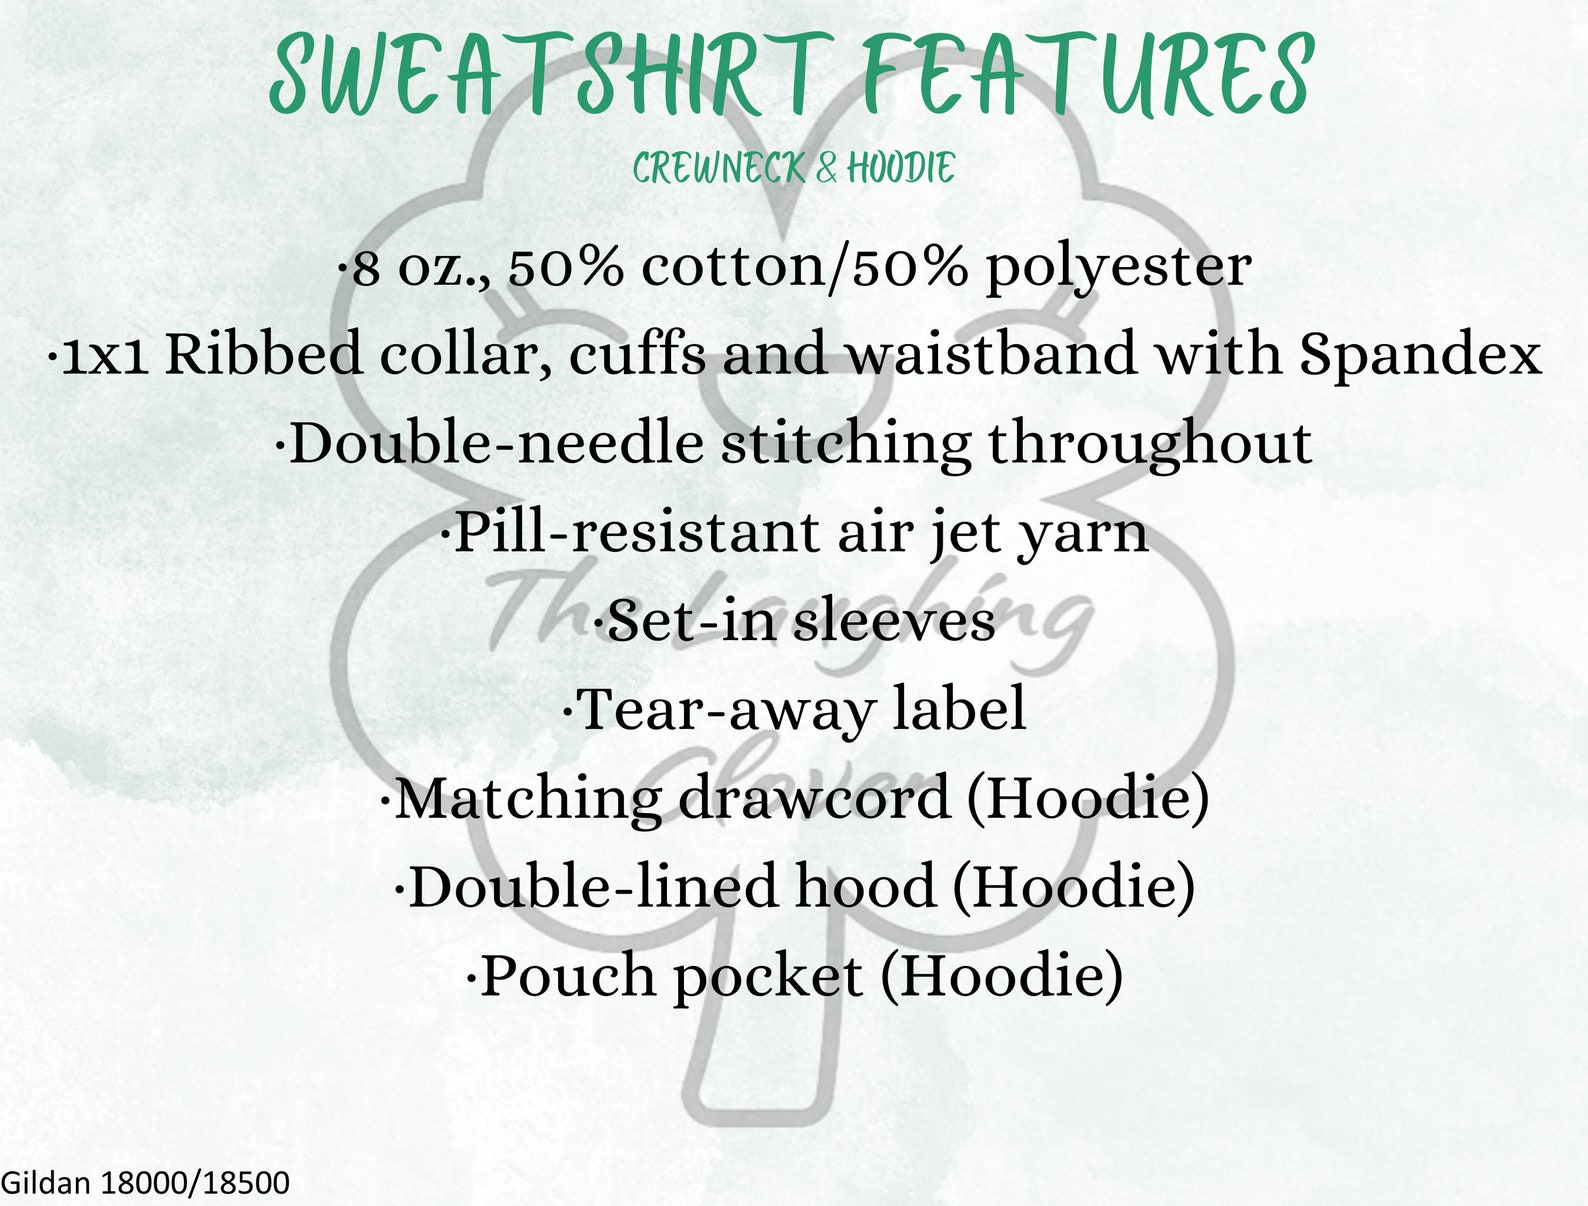 SWEATSHIRT FEATURES
CREWNECK & HOODIE
·8 oz., 50% cotton/50% polyester
·1x1 Ribbed collar, cuffs and waistband with Spandex
·Double-needle stitching throughout
·Pill-resistant air jet yarn
The Laughing
·Set-in sleeves
·Tear-away label
Clover
·Matching drawcord (Hoodie)
·Double-lined hood (Hoodie)
·Pouch pocket (Hoodie)
Gildan 18000/18500